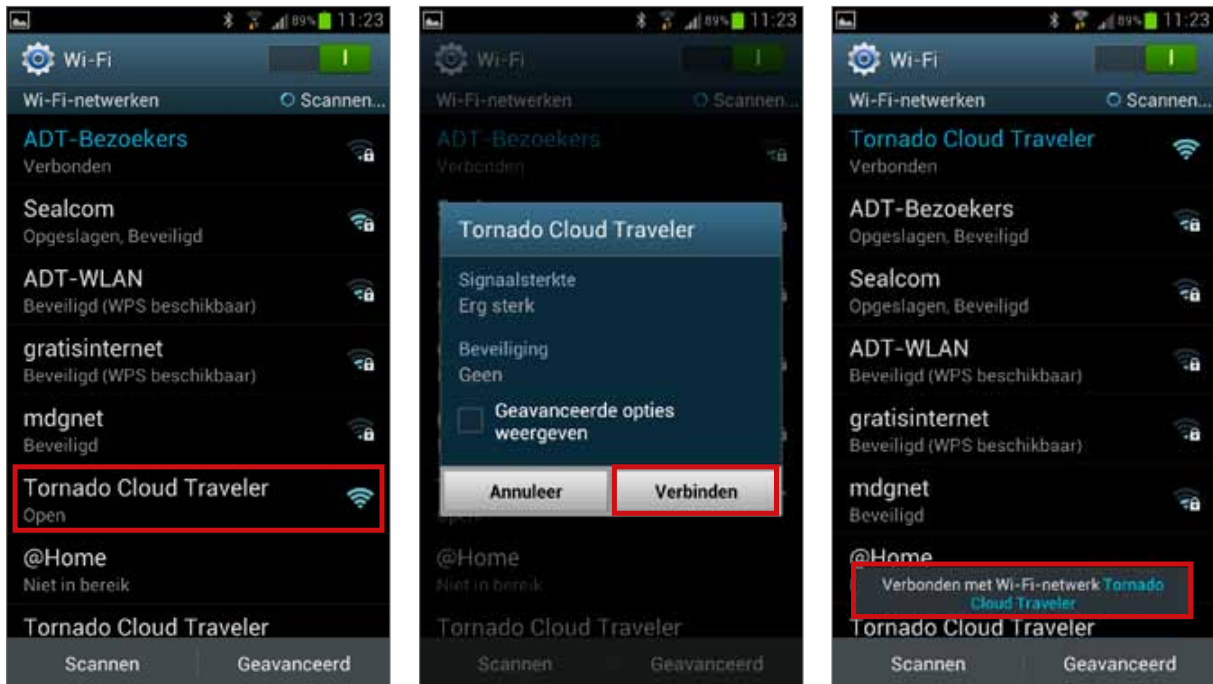 89% 11:23
Wi-Fi
Wi-Fi-netwerken Scannen...
ADT-Bezoekers
Verbonden
Sealcom
Opgeslagen, Beveiligd
ADT-WLAN
Beveiligd (WPS beschikbaar)
gratisinternet
Beveiligd (WPS beschikbaar)
mdgnet
Beveiligd
Tornado Cloud Traveler
Open
@Home
Niet in bereik
Tornado Cloud Traveler
Scannen Geavanceerd
89% 11:23
Wi-Fi
Wi-Fi-netwerken Scannen...
ADT-Bezoekers
Verbonden
Tornado Cloud Traveler
Signaalsterkte
Erg sterk
Beveiliging
Geen
Geavanceerde opties
weergeven
Annuleer Verbinden
Open
@Home
Niet in bereik
Tornado Cloud Traveler
Scannen Geavanceerd
89% 11:23
Wi-Fi
Wi-Fi-netwerken Scannen...
Tornado Cloud Traveler
Verbonden
ADT-Bezoekers
Opgeslagen, Beveiligd
Sealcom
Opgeslagen, Beveiligd
ADT-WLAN
Beveiligd (WPS beschikbaar)
gratisinternet
Beveiligd (WPS beschikbaar)
mdgnet
Beveiligd
@Home
Verbonden met Wi-Fi-netwerk Tornado
Cloud Traveler
Tornado Cloud Traveler
Scannen Geavanceerd